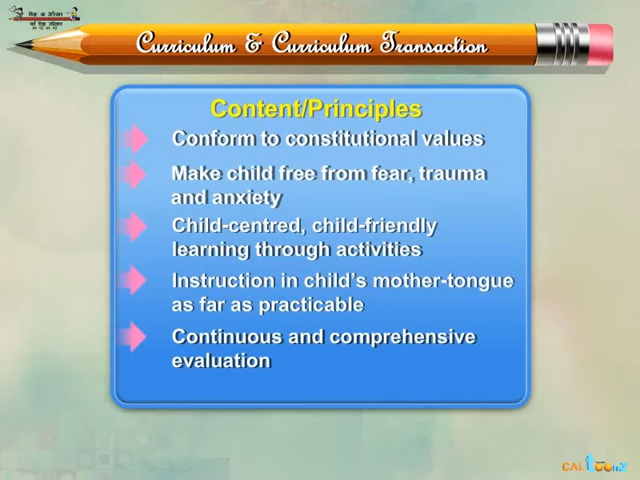 Curriculum & Curriculum Transaction
Content/Principles
Conform to constitutional values
Make child free from fear, trauma
and anxiety
Child-centred, child-friendly
learning through activities
Instruction in child's mother-tongue
as far as practicable
Continuous and comprehensive
evaluation
CALtoonz